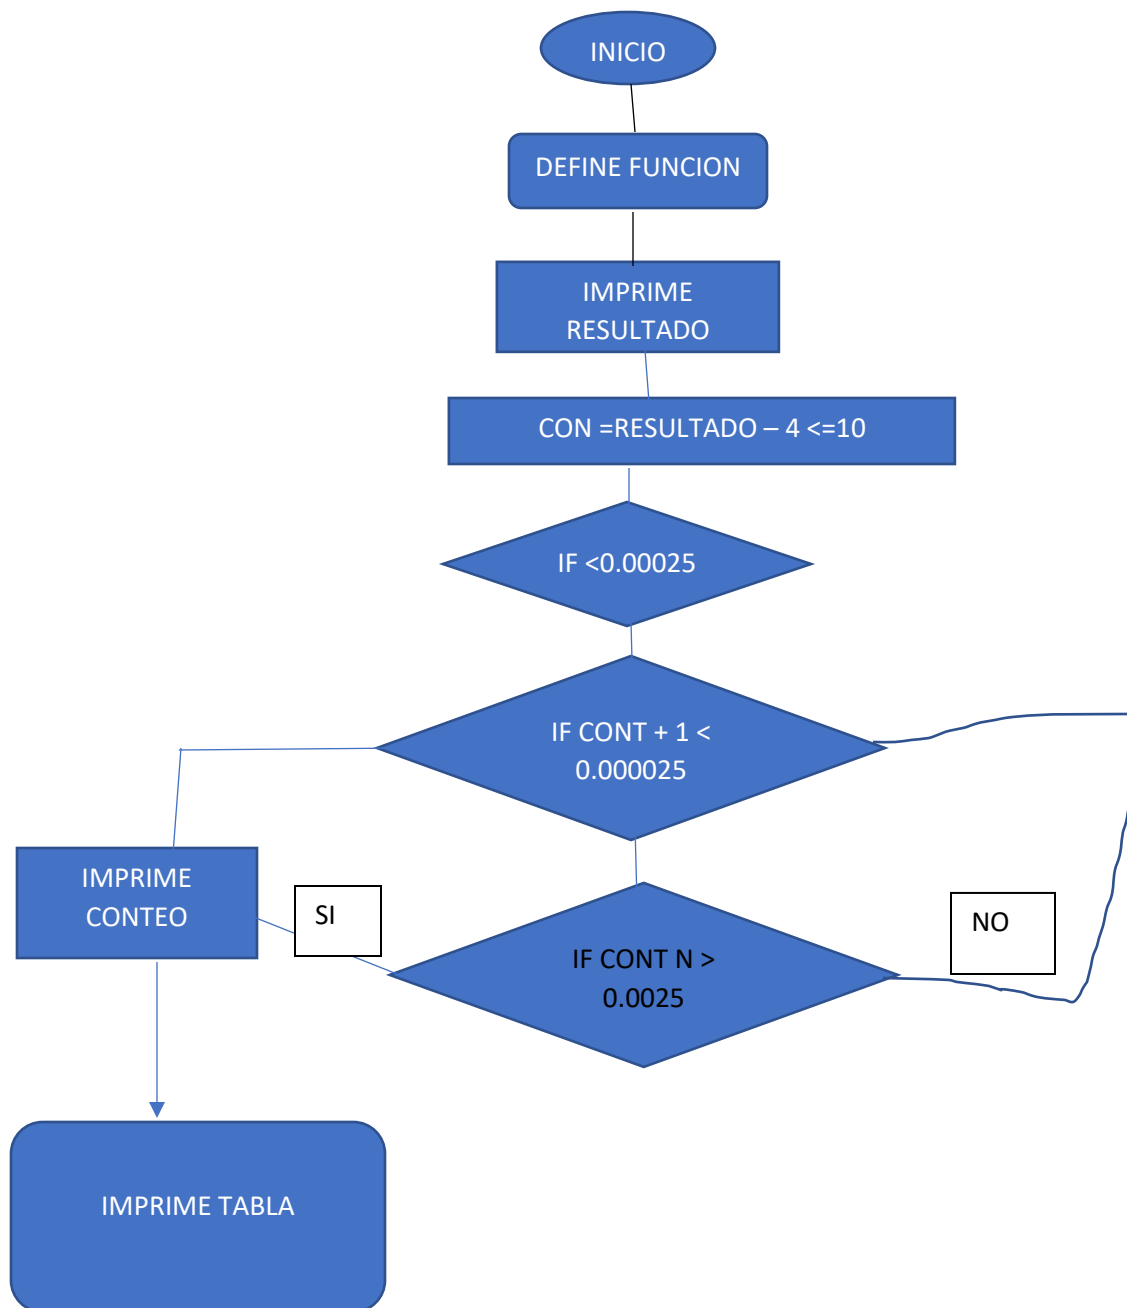 INICIO
DEFINE FUNCION
IMPRIME
RESULTADO
CON =RESULTADO – 4 <=10
IF <0.00025
IF CONT + 1 <
0.000025
IMPRIME
CONTEO
SI
IF CONT N >
0.0025
NO
IMPRIME TABLA